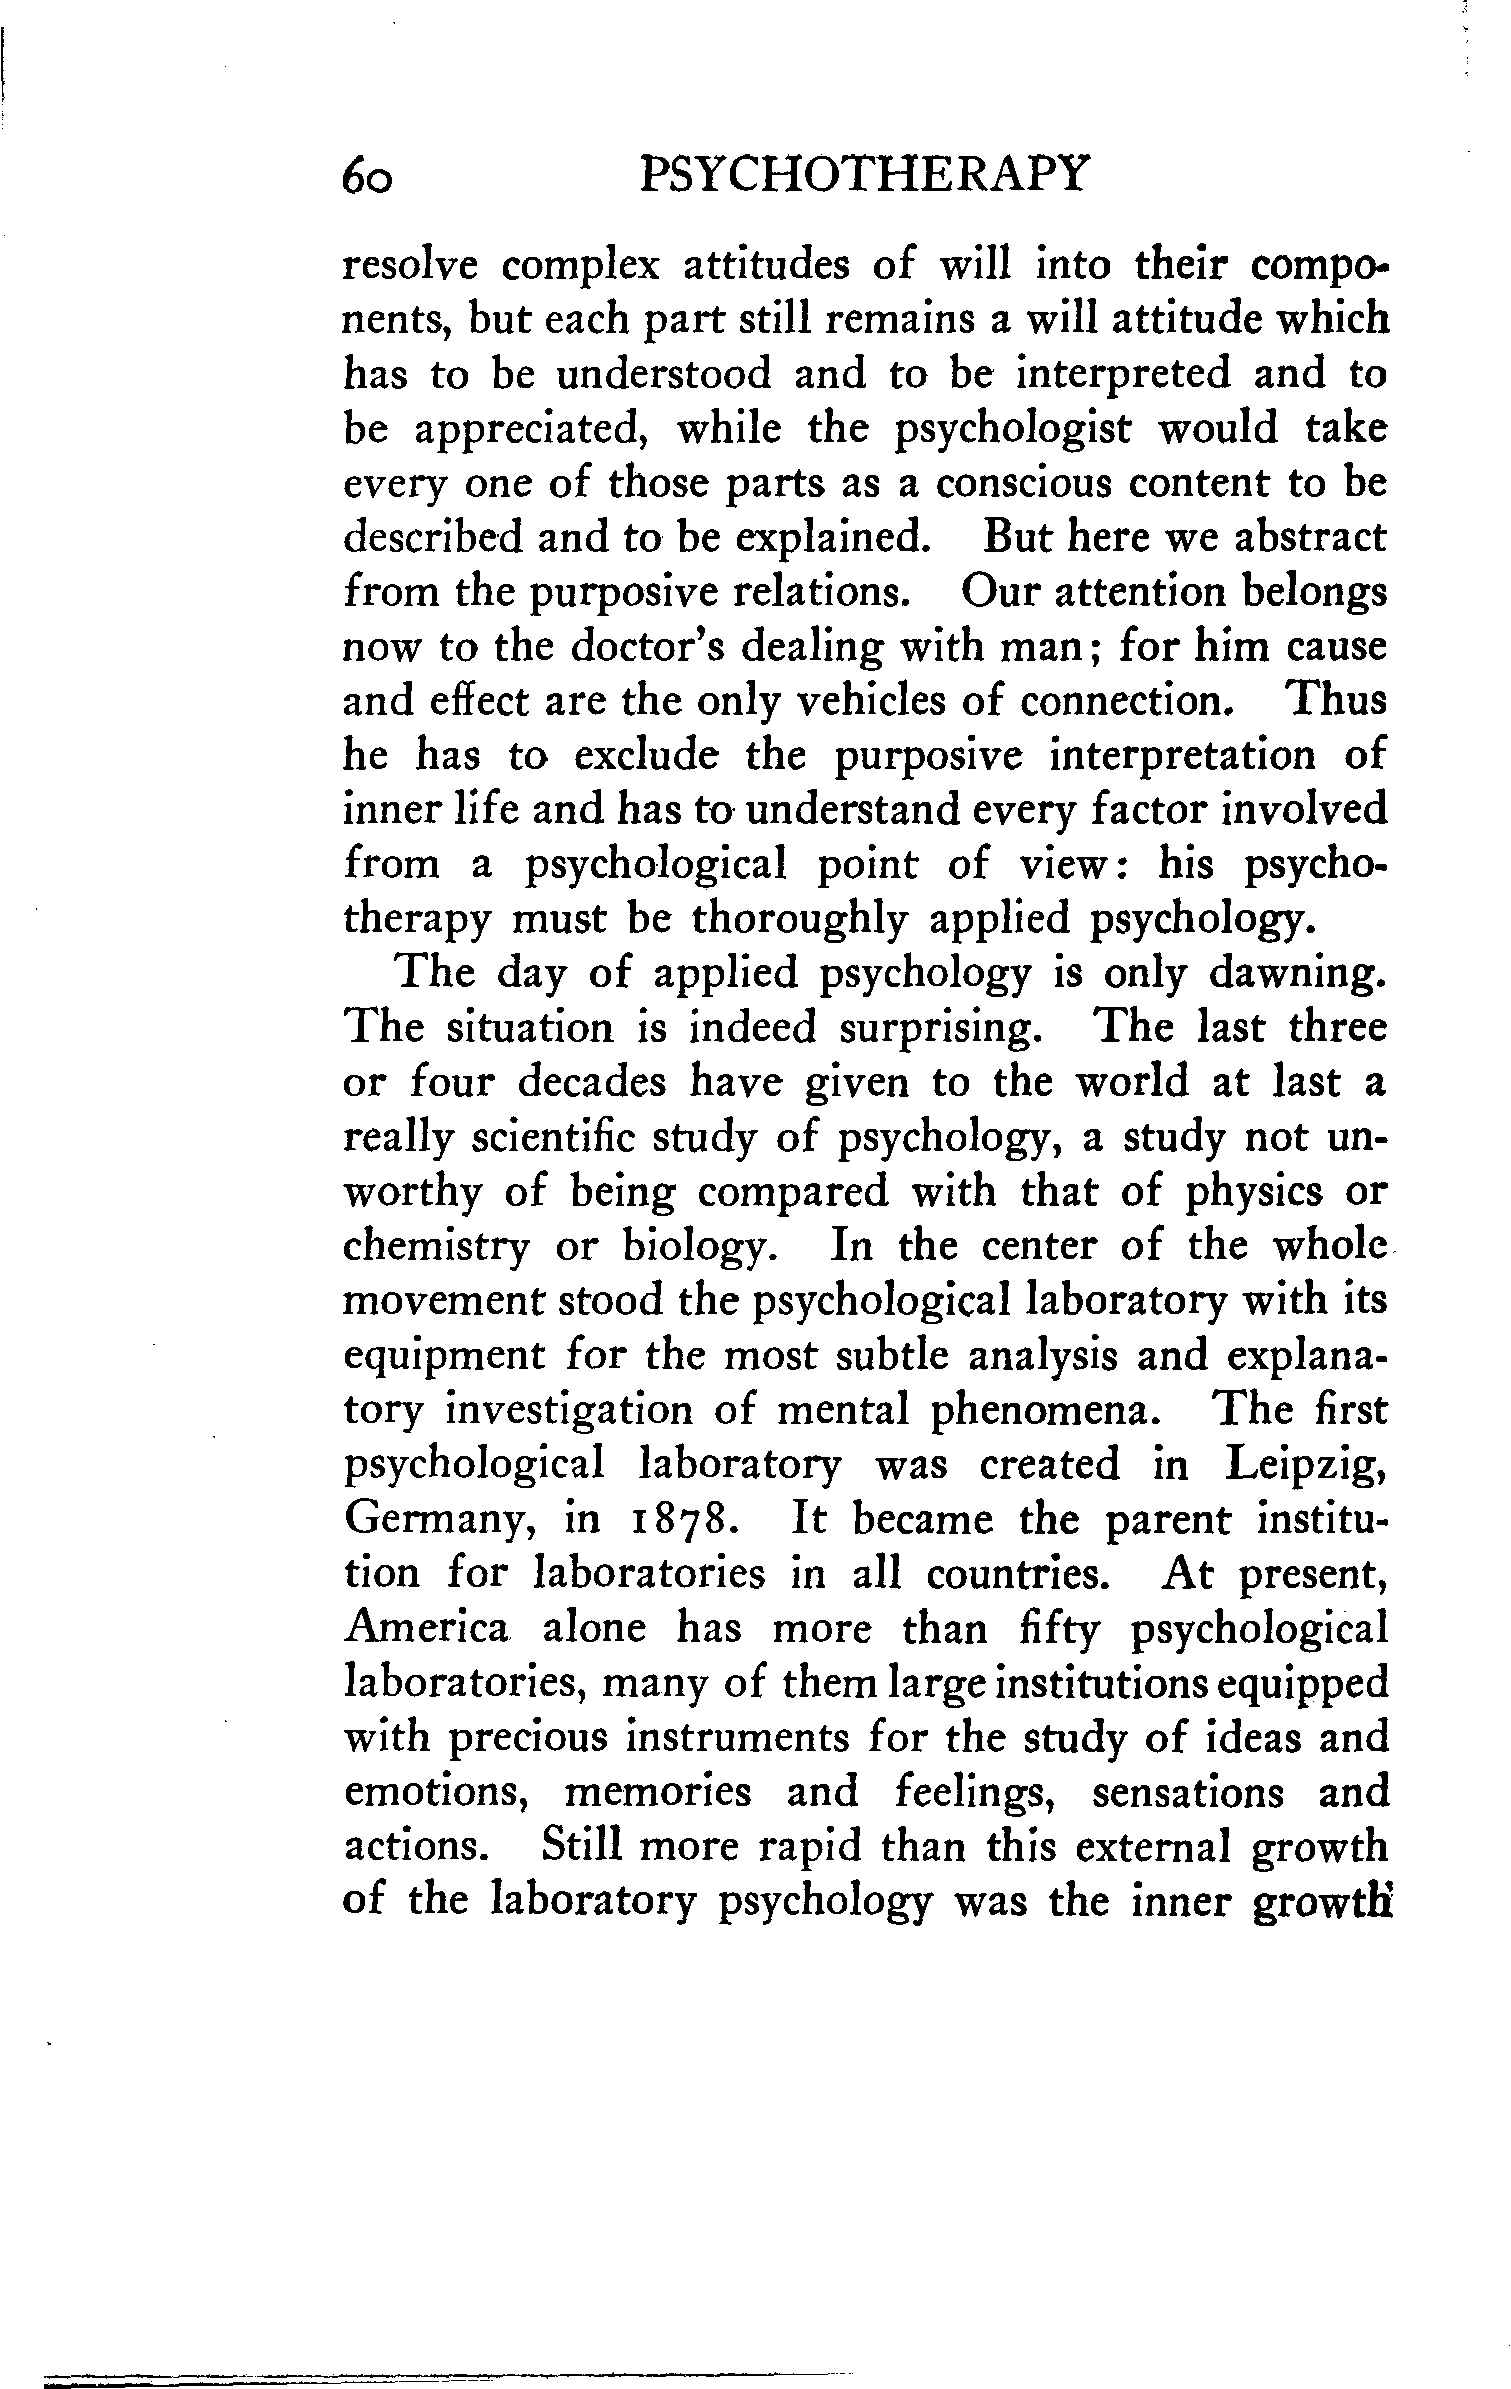 60 PSYCHOTHERAPY
resolve complex attitudes of will into their compo-
nents, but each part still remains a will attitude which
has to be understood and to be interpreted and to
be appreciated, while the psychologist would take
every one of those parts as a conscious content to be
described and to be explained. But here we abstract
from the purposive relations. Our attention belongs
now to the doctor's dealing with man; for him cause
and effect are the only vehicles of connection. Thus
he has to exclude the purposive interpretation of
inner life and has to understand every factor involved
from a psychological point of view: his psycho-
therapy must be thoroughly applied psychology.
The day of applied psychology is only dawning.
The situation is indeed surprising. The last three
or four decades have given to the world at last a
really scientific study of psychology, a study not un-
worthy of being compared with that of physics or
chemistry or biology. In the center of the whole
movement stood the psychological laboratory with its
equipment for the most subtle analysis and explana-
tory investigation of mental phenomena. The first
psychological laboratory was created in Leipzig,
Germany, in 1878. It became the parent institu-
tion for laboratories in all countries. At present,
America alone has more than fifty psychological
laboratories, many of them large institutions equipped
with precious instruments for the study of ideas and
emotions, memories and feelings, sensations and
actions. Still more rapid than this external growth
of the laboratory psychology was the inner growth